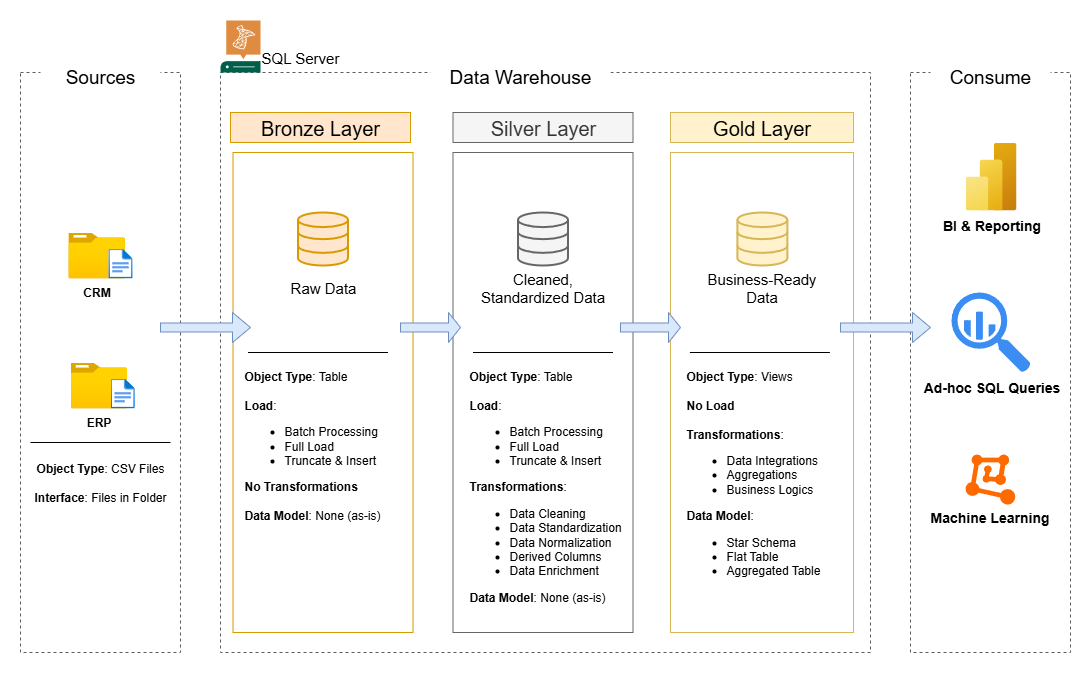 SQL Server
Sources
Data Warehouse
Consume
CRM
ERP
Object Type: CSV Files
Interface: Files in Folder
Bronze Layer
Raw Data
Object Type: Table
Load:
• Batch Processing
• Full Load
• Truncate & Insert
No Transformations
Data Model: None (as-is)
Silver Layer
Cleaned,
Standardized Data
Object Type: Table
Load:
• Batch Processing
• Full Load
• Truncate & Insert
Transformations:
• Data Cleaning
• Data Standardization
• Data Normalization
• Derived Columns
• Data Enrichment
Data Model: None (as-is)
Gold Layer
Business-Ready
Data
Object Type: Views
No Load
Transformations:
• Data Integrations
• Aggregations
• Business Logics
Data Model:
• Star Schema
• Flat Table
• Aggregated Table
BI & Reporting
Ad-hoc SQL Queries
Machine Learning